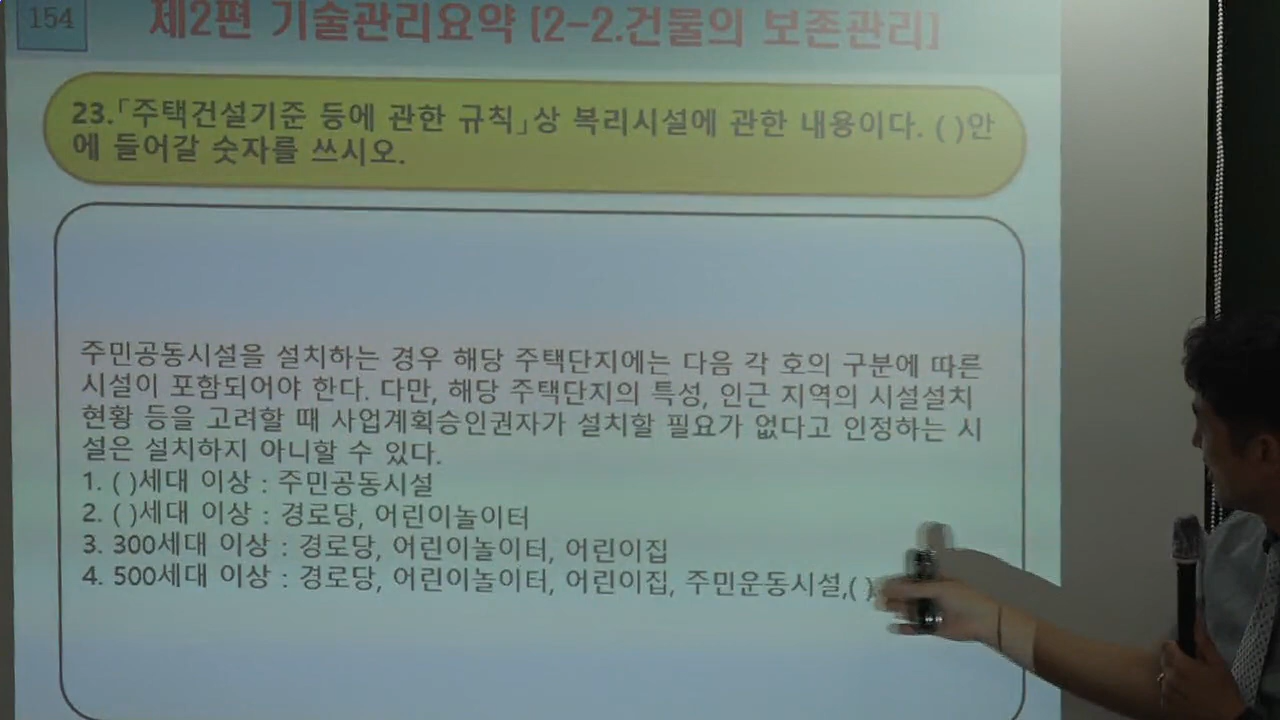 154
제2편 기술관리요약 [2-2.건물의 보존관리]
23.「주택건설기준 등에 관한 규칙」상 복리시설에 관한 내용이다. ( )안
에 들어갈 숫자를 쓰시오.
주민공동시설을 설치하는 경우 해당 주택단지에는 다음 각 호의 구분에 따른
시설이 포함되어야 한다. 다만, 해당 주택단지의 특성, 인근 지역의 시설설치
현황 등을 고려할 때 사업계획승인권자가 설치할 필요가 없다고 인정하는 시
설은 설치하지 아니할 수 있다.
1. ( )세대 이상 : 주민공동시설
2. ( )세대 이상 : 경로당, 어린이놀이터
3. 300세대 이상 : 경로당, 어린이놀이터, 어린이집
4. 500세대 이상 : 경로당, 어린이놀이터, 어린이집, 주민운동시설,( )